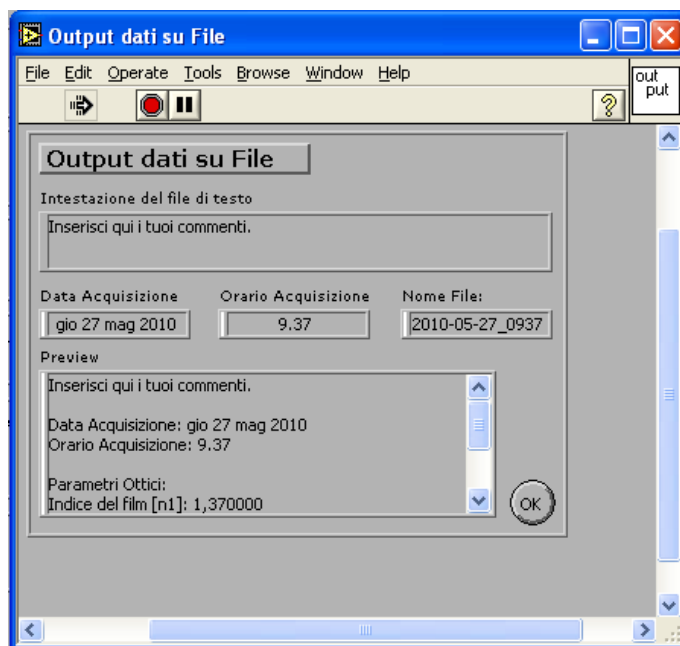 Output dati su File
File Edit Operate Tools Browse Window Help
out
put
Output dati su File
Intestazione del file di testo
Inserisci qui i tuoi commenti.
Data Acquisizione Orario Acquisizione Nome File:
gio 27 mag 2010 9.37 2010-05-27_0937
Preview
Inserisci qui i tuoi commenti.
Data Acquisizione: gio 27 mag 2010
Orario Acquisizione: 9.37
Parametri Ottici:
Indice del film [n1]: 1,370000
OK